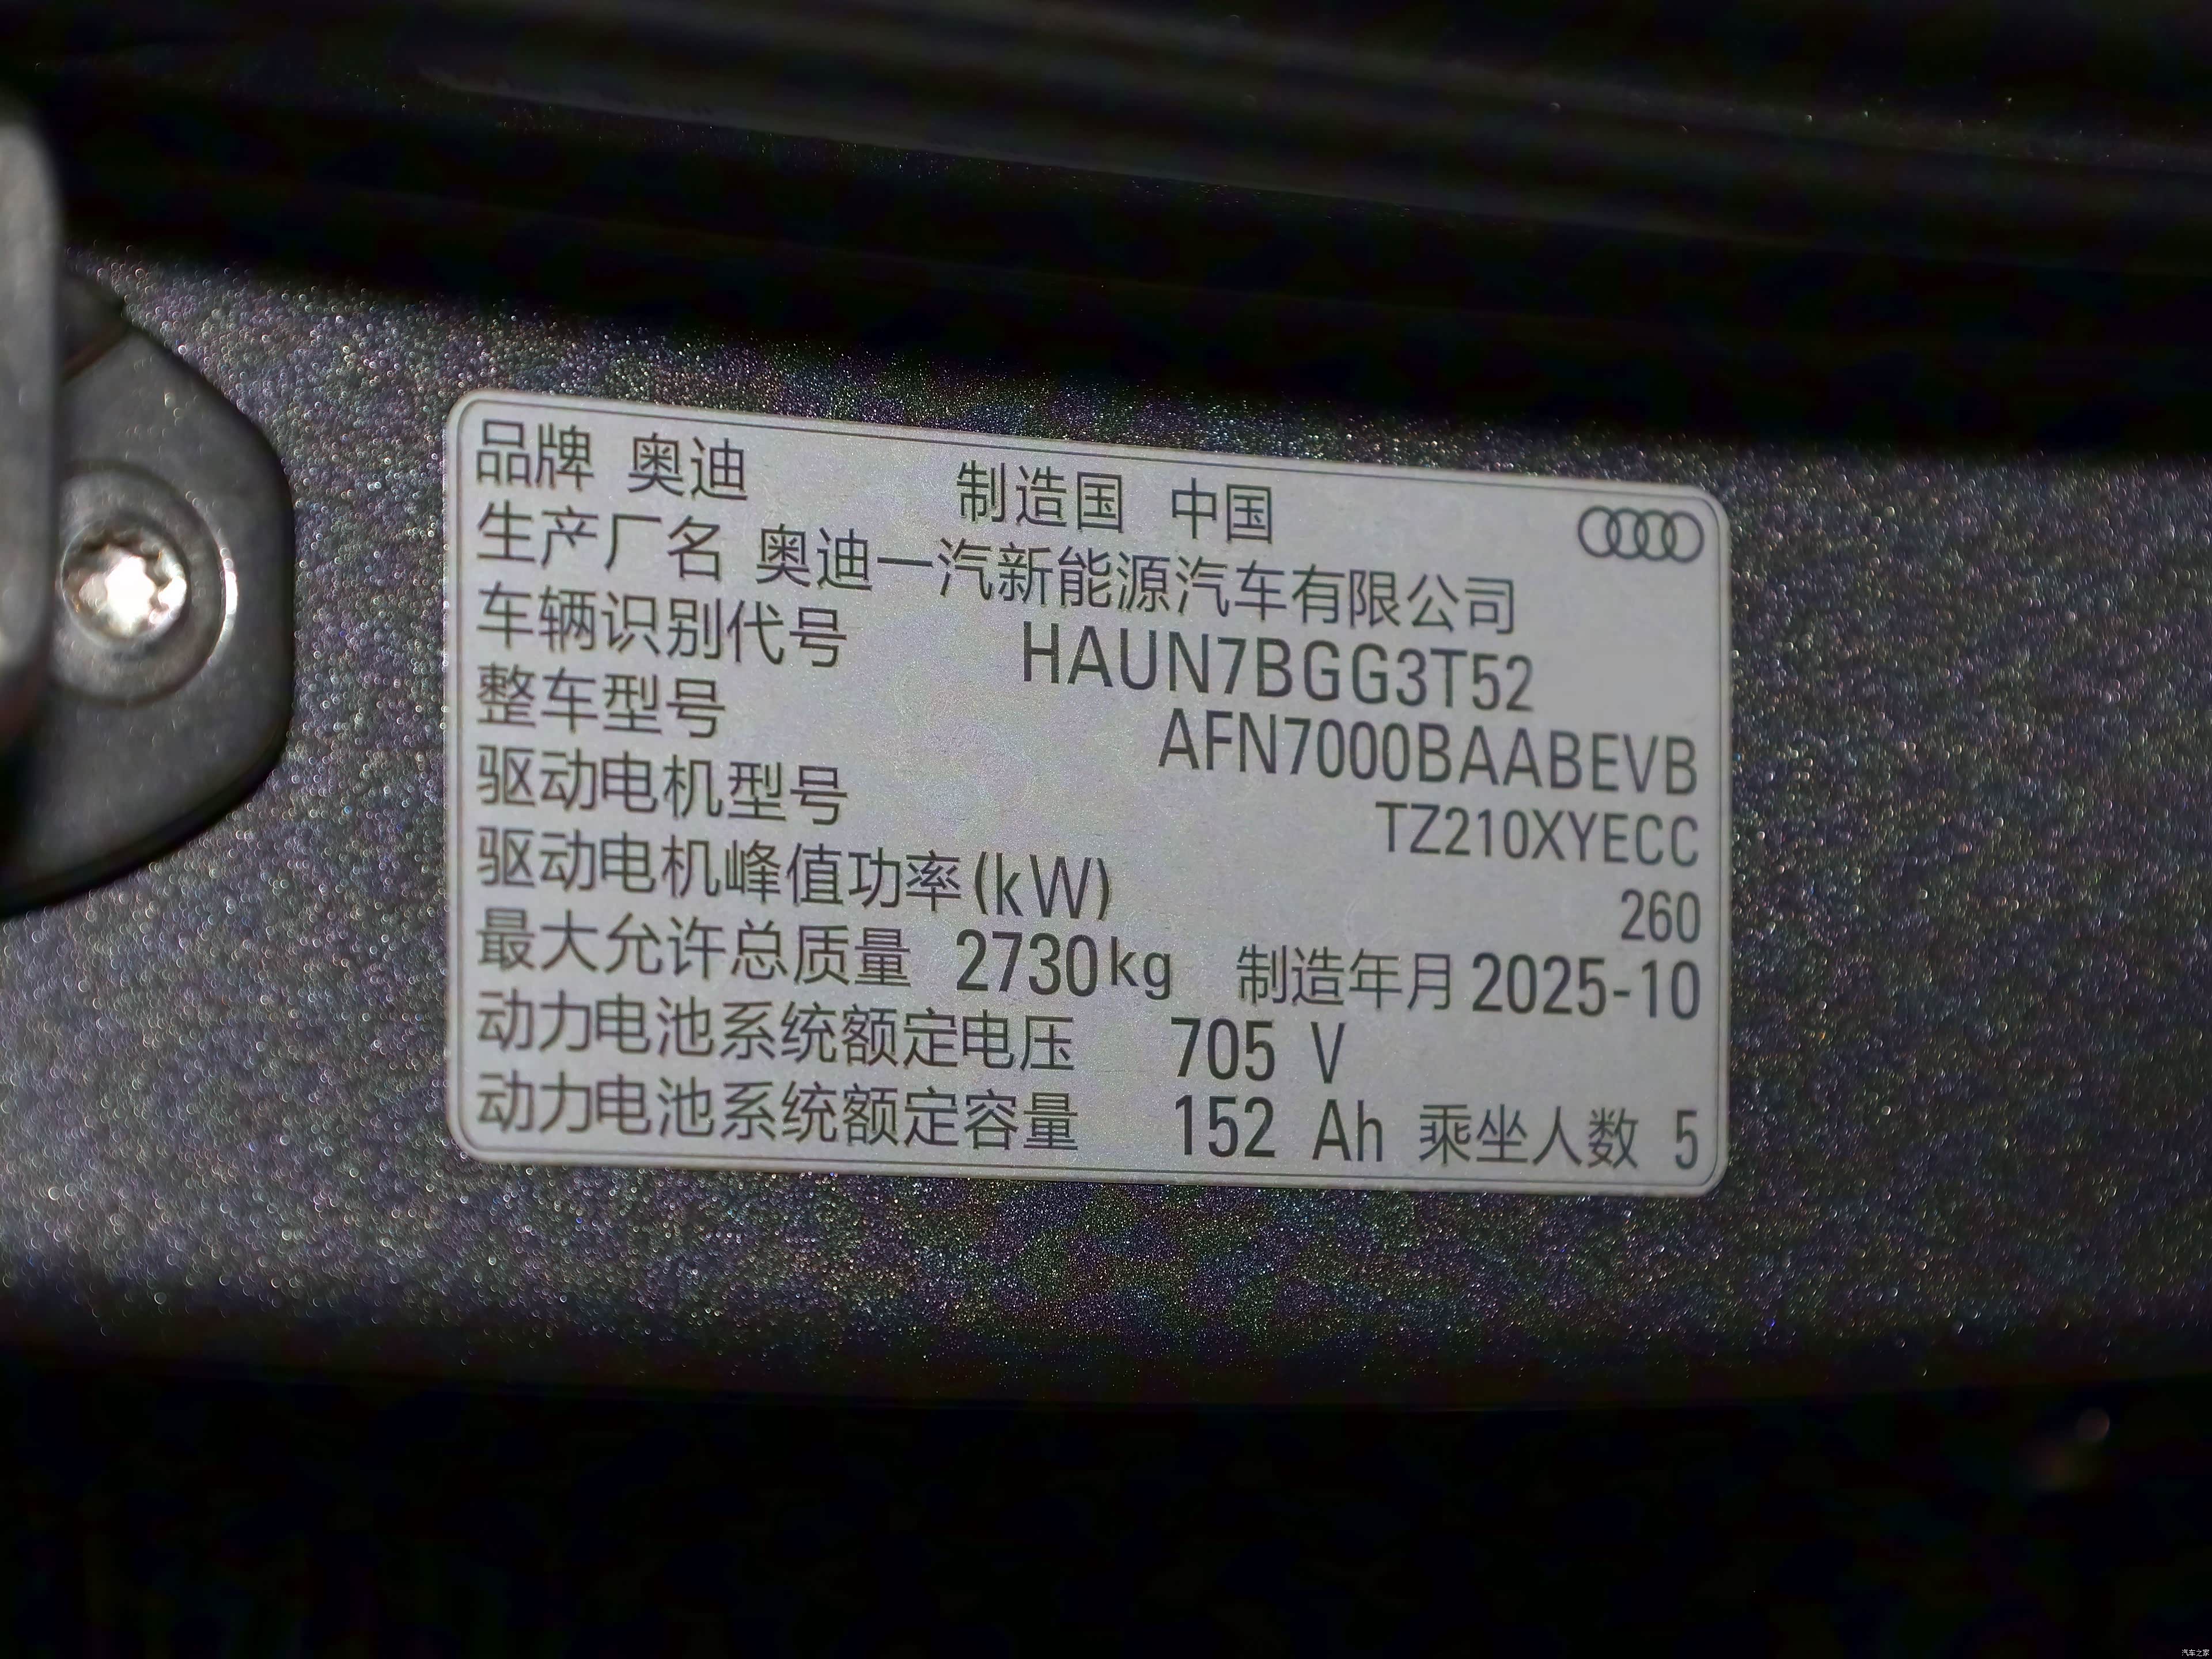 品牌 奥迪 制造国 中国
生产厂名 奥迪一汽新能源汽车有限公司
车辆识别代号 HAUN7BGG3T52
整车型号 AFN7000BAABEVB
驱动电机型号 TZ210XYECC
驱动电机峰值功率(kW) 260
最大允许总质量 2730kg 制造年月 2025-10
动力电池系统额定电压 705 V
动力电池系统额定容量 152 Ah 乘坐人数 5
汽车之家